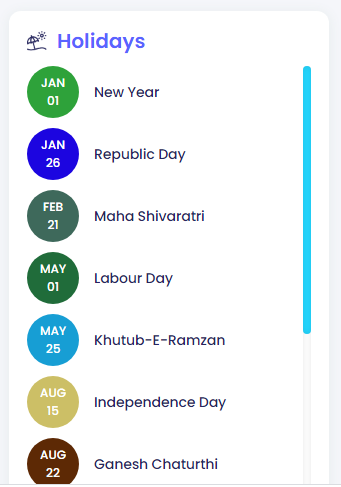 Holidays
JAN
01
New Year
JAN
26
Republic Day
FEB
21
Maha Shivaratri
MAY
01
Labour Day
MAY
25
Khutub-E-Ramzan
AUG
15
Independence Day
AUG
22
Ganesh Chaturthi